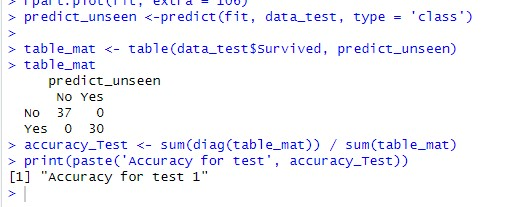 > rpart.plot(fit, extra = 106)
> predict_unseen <-predict(fit, data_test, type = 'class')
>
> table_mat <- table(data_test$Survived, predict_unseen)
> table_mat
predict_unseen
No Yes
No 37 0
Yes 0 30
> accuracy_Test <- sum(diag(table_mat)) / sum(table_mat)
> print(paste('Accuracy for test', accuracy_Test))
[1] "Accuracy for test 1"
>